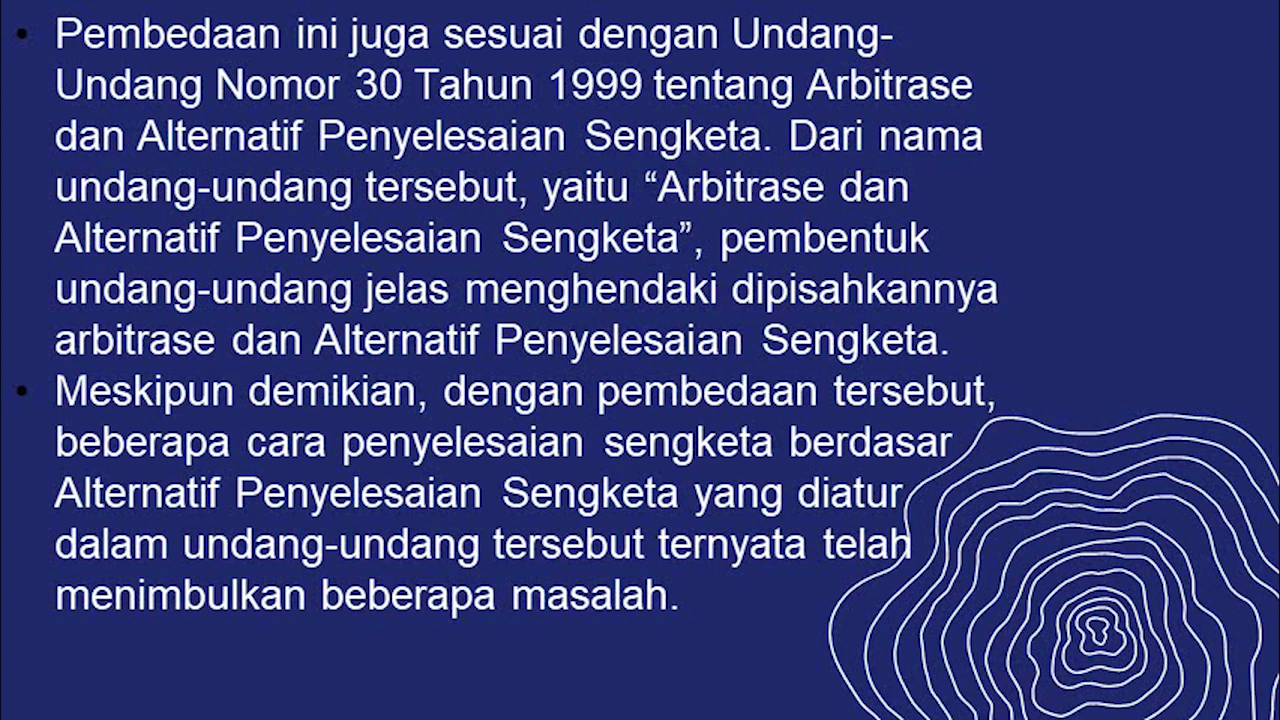 • Pembedaan ini juga sesuai dengan Undang-
Undang Nomor 30 Tahun 1999 tentang Arbitrase
dan Alternatif Penyelesaian Sengketa. Dari nama
undang-undang tersebut, yaitu “Arbitrase dan
Alternatif Penyelesaian Sengketa”, pembentuk
undang-undang jelas menghendaki dipisahkannya
arbitrase dan Alternatif Penyelesaian Sengketa.
• Meskipun demikian, dengan pembedaan tersebut,
beberapa cara penyelesaian sengketa berdasar
Alternatif Penyelesaian Sengketa yang diatur
dalam undang-undang tersebut ternyata telah
menimbulkan beberapa masalah.